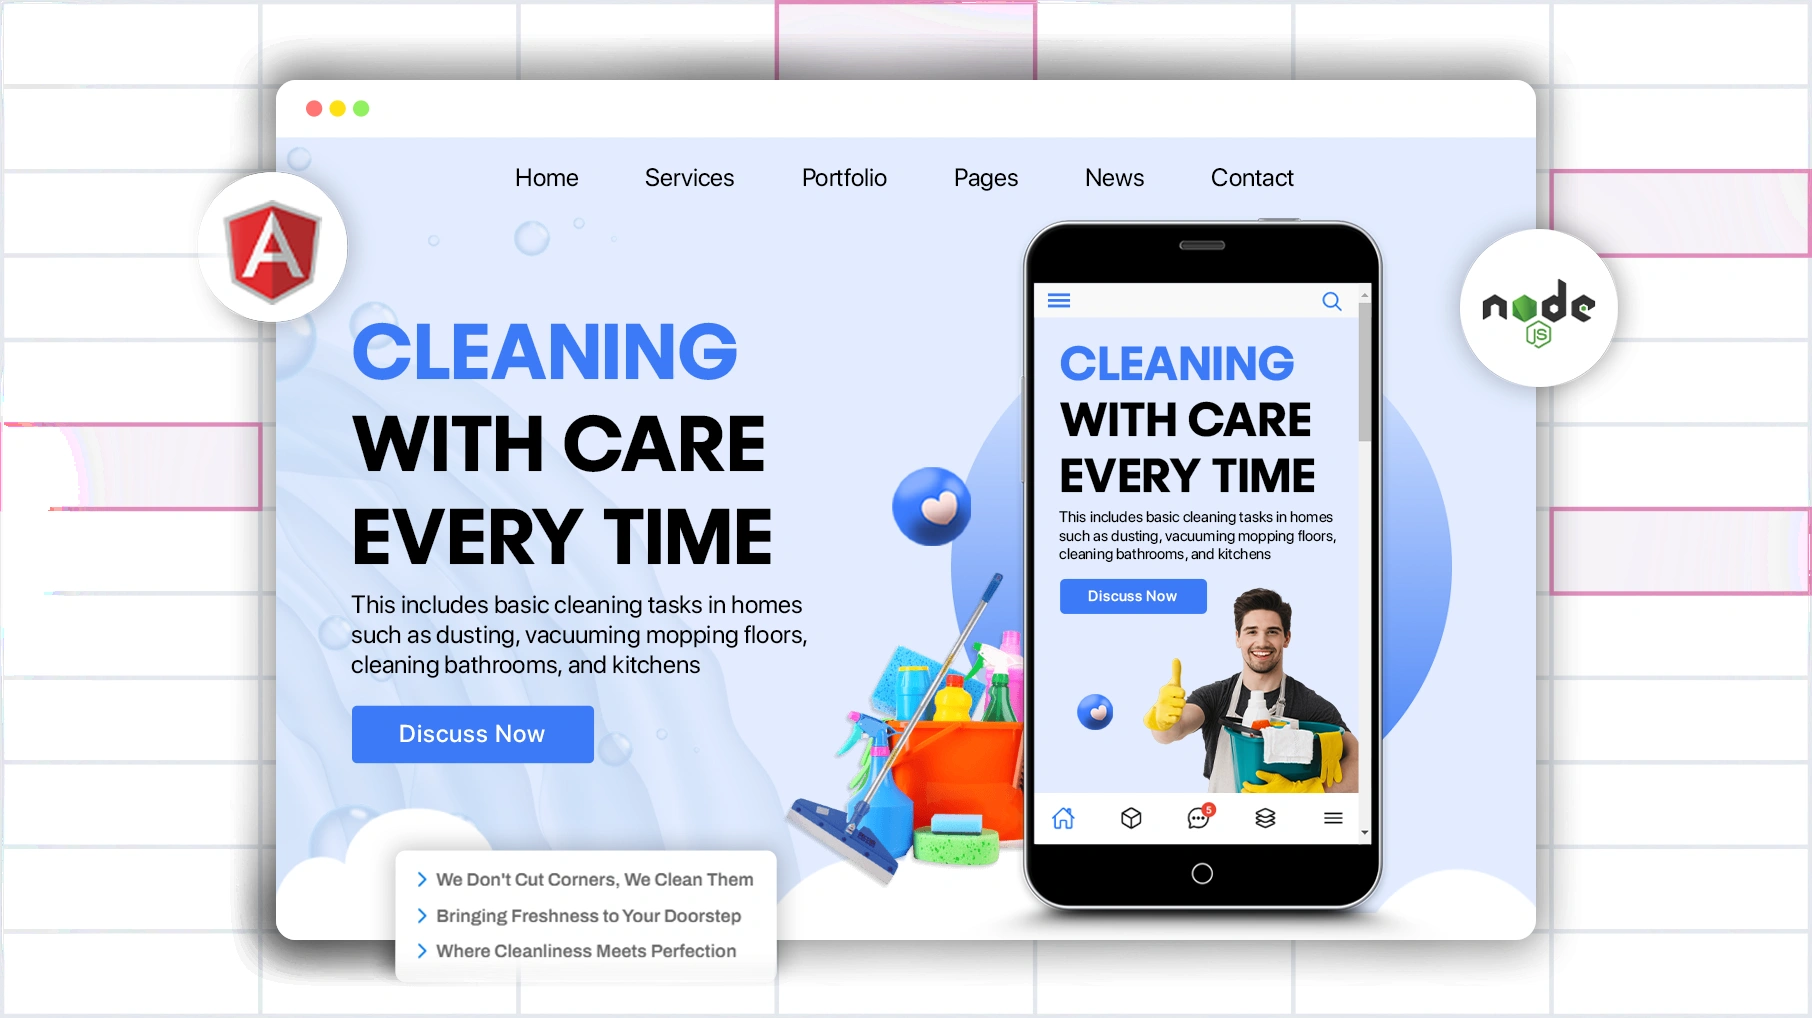 Home Services Portfolio Pages News Contact
CLEANING
WITH CARE
EVERY TIME
This includes basic cleaning tasks in homes
such as dusting, vacuuming mopping floors,
cleaning bathrooms, and kitchens
Discuss Now
We Don't Cut Corners, We Clean Them
Bringing Freshness to Your Doorstep
Where Cleanliness Meets Perfection
CLEANING
WITH CARE
EVERY TIME
This includes basic cleaning tasks in homes
such as dusting, vacuuming mopping floors,
cleaning bathrooms, and kitchens
Discuss Now
5
A
node
JS